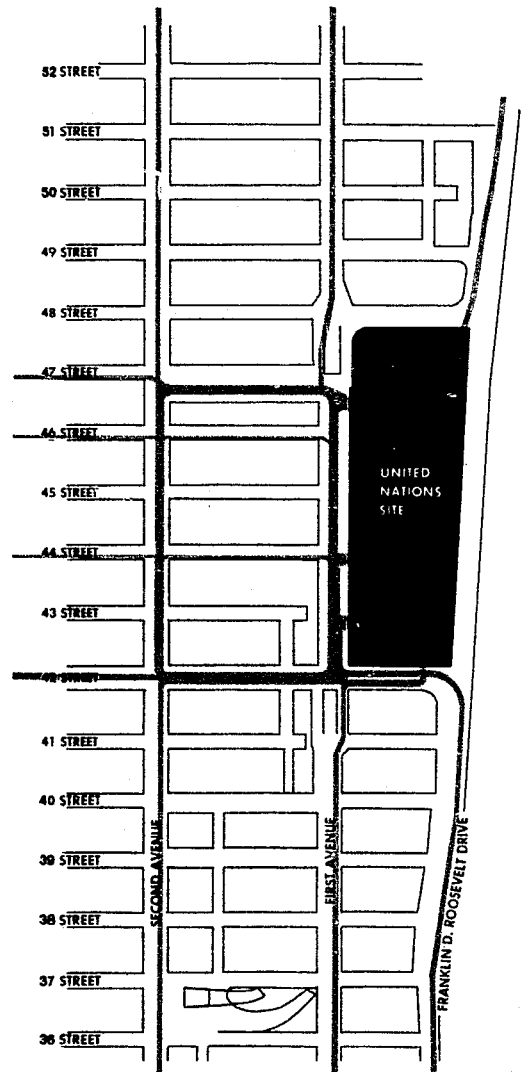 52 STREET
51 STREET
50 STREET
49 STREET
48 STREET
47 STREET
46 STREET
UNITED
NATIONS
SITE
45 STREET
44 STREET
43 STREET
42 STREET
41 STREET
40 STREET
SECOND AVENUE
FIRST AVENUE
FRANKLIN D. ROOSEVELT DRIVE
39 STREET
38 STREET
37 STREET
36 STREET